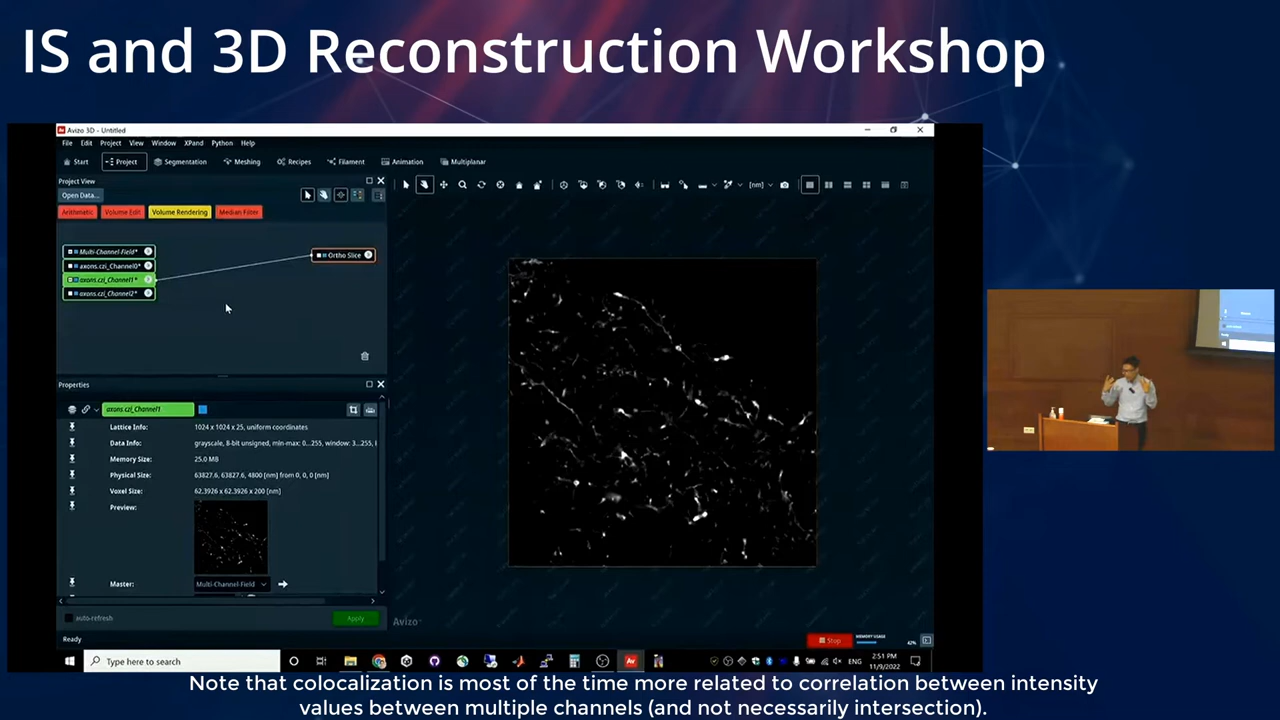 IS and 3D Reconstruction Workshop
Avizo 3D - Untitled
File Edit Project View Window XPand Python Help
Start Project Segmentation Meshing Recipes Filament Animation Multiplanar
Project View
Open Data...
[nm]
Arithmetic Volume Edit Volume Rendering Median Filter
Multi-Channel-Field*
axons.czi_Channel0*
axons.czi_Channel1*
axons.czi_Channel2*
Ortho Slice
Properties
axons.czi_Channel1
Lattice Info: 1024 x 1024 x 25, uniform coordinates
Data Info: grayscale, 8-bit unsigned, min-max: 0...255, window: 3...255,
Memory Size: 25.0 MB
Physical Size: 63827.6, 63827.6, 4800 [nm] from 0, 0, 0 [nm]
Voxel Size: 62.3926 x 62.3926 x 200 [nm]
Preview:
Master: Multi-Channel-Field
auto-refresh Apply
Avizo
Ready
Stop MEMORY USAGE 42%
Type here to search
ENG
2:51 PM
11/9/2022
Note that colocalization is most of the time more related to correlation between intensity
values between multiple channels (and not necessarily intersection).